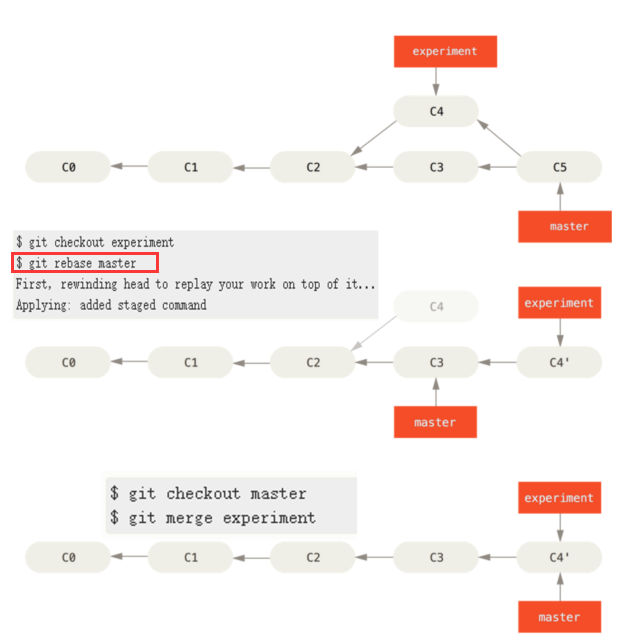 experiment
C4
C0 C1 C2 C3 C5
master
$ git checkout experiment
$ git rebase master
First, rewinding head to replay your work on top of it...
Applying: added staged command
C4
experiment
C0 C1 C2 C3 C4'
master
$ git checkout master
$ git merge experiment
experiment
C0 C1 C2 C3 C4'
master